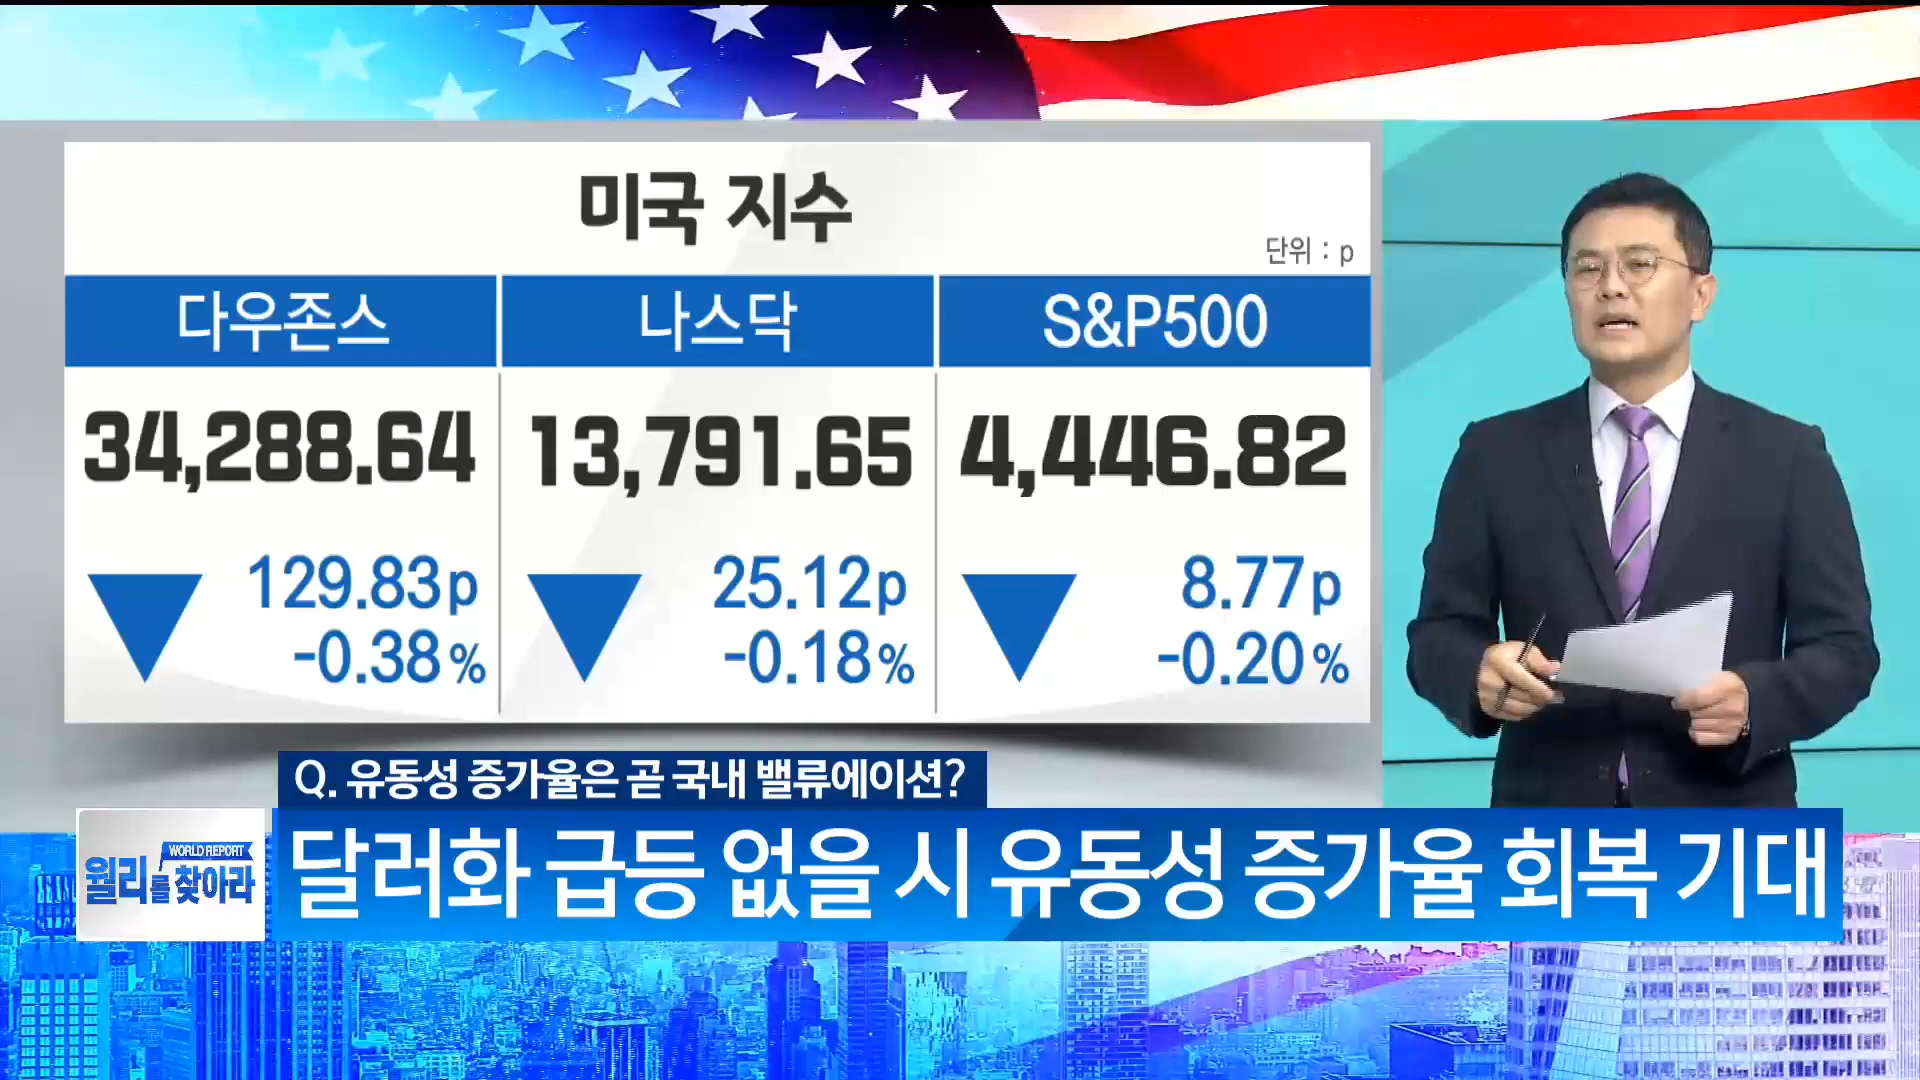 미국 지수
단위 : p
다우존스 나스닥 S&P500
34,288.64 13,791.65 4,446.82
129.83p 25.12p 8.77p
-0.38% -0.18% -0.20%
Q. 유동성 증가율은 곧 국내 밸류에이션?
WORLD REPORT
월리를 찾아라
달러화 급등 없을 시 유동성 증가율 회복 기대